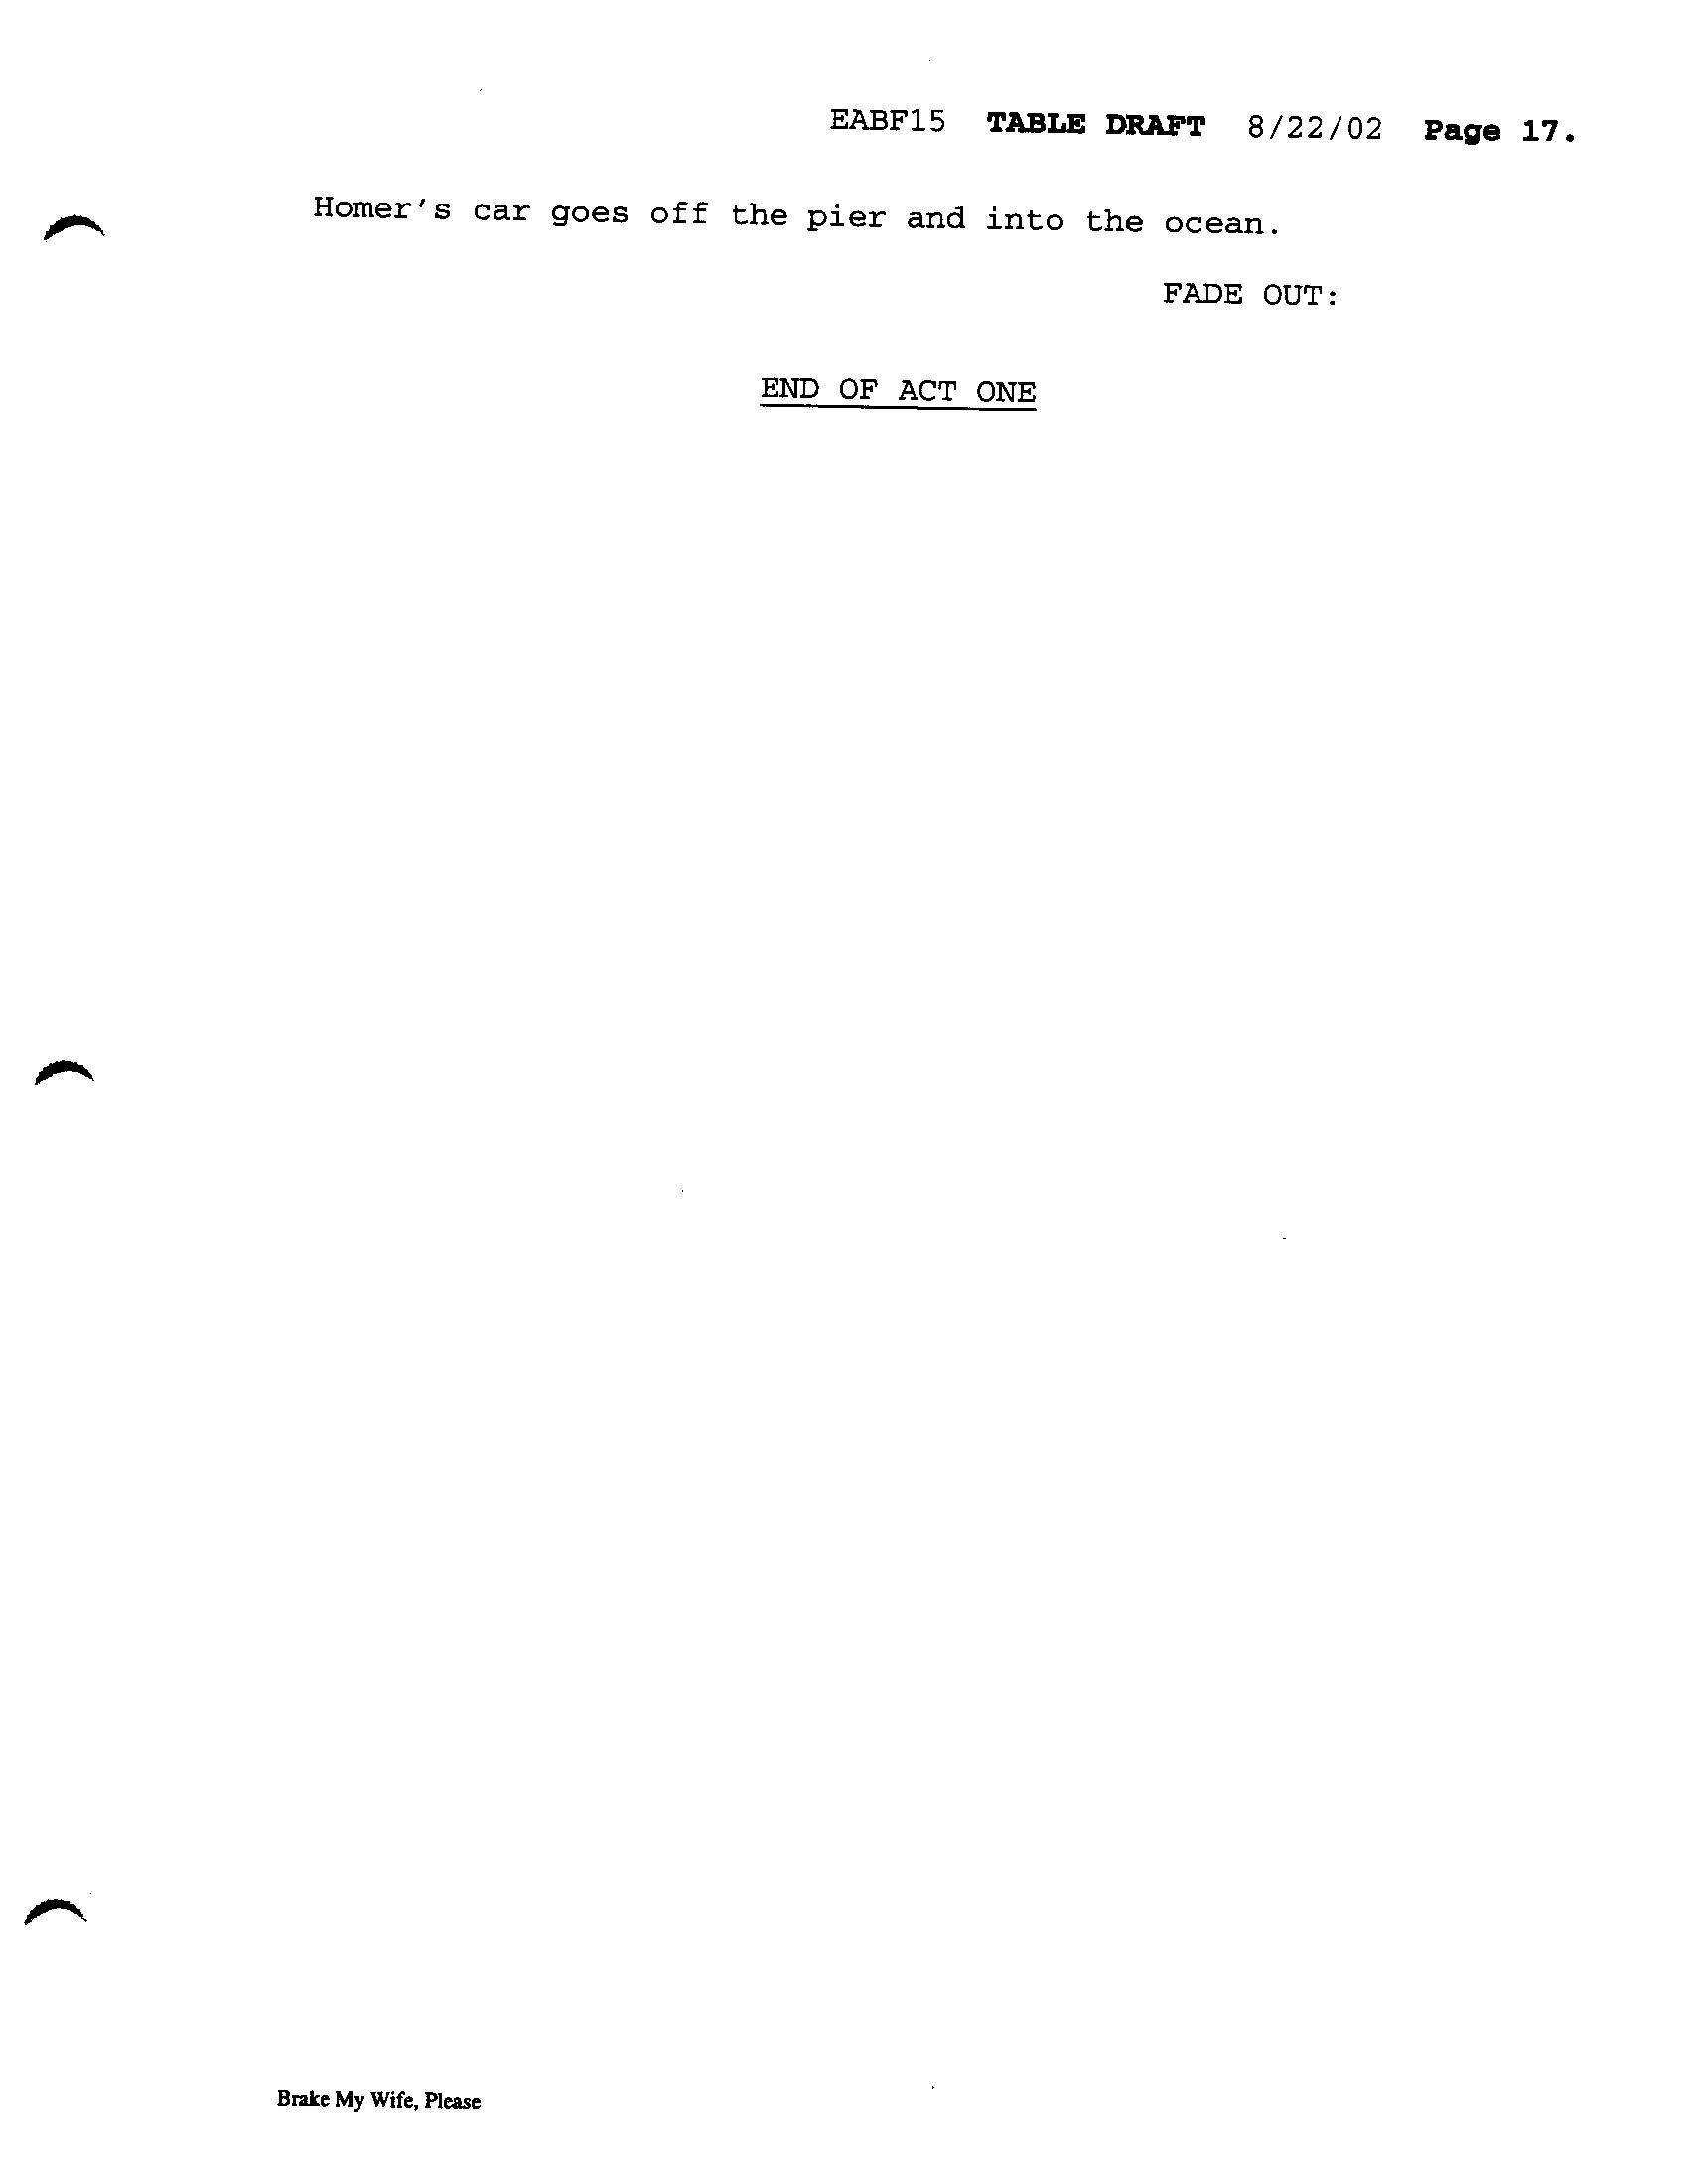 EABF15 TABLE DRAFT 8/22/02 Page 17.
Homer's car goes off the pier and into the ocean.
FADE OUT:
END OF ACT ONE
Brake My Wife, Please